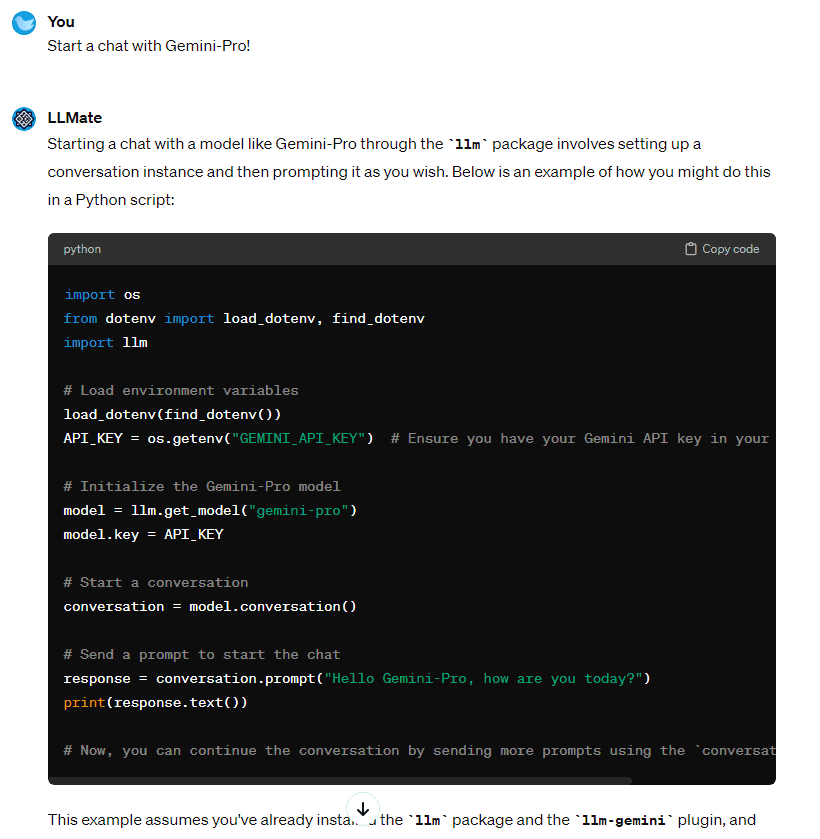 You
Start a chat with Gemini-Pro!
LLMate
Starting a chat with a model like Gemini-Pro through the `llm` package involves setting up a
conversation instance and then prompting it as you wish. Below is an example of how you might do this
in a Python script:
python
Copy code
import os
from dotenv import load_dotenv, find_dotenv
import llm
# Load environment variables
load_dotenv(find_dotenv())
API_KEY = os.getenv("GEMINI_API_KEY")  # Ensure you have your Gemini API key in your
# Initialize the Gemini-Pro model
model = llm.get_model("gemini-pro")
model.key = API_KEY
# Start a conversation
conversation = model.conversation()
# Send a prompt to start the chat
response = conversation.prompt("Hello Gemini-Pro, how are you today?")
print(response.text())
# Now, you can continue the conversation by sending more prompts using the `conversat
This example assumes you've already the `llm` package and the `llm-gemini` plugin, and